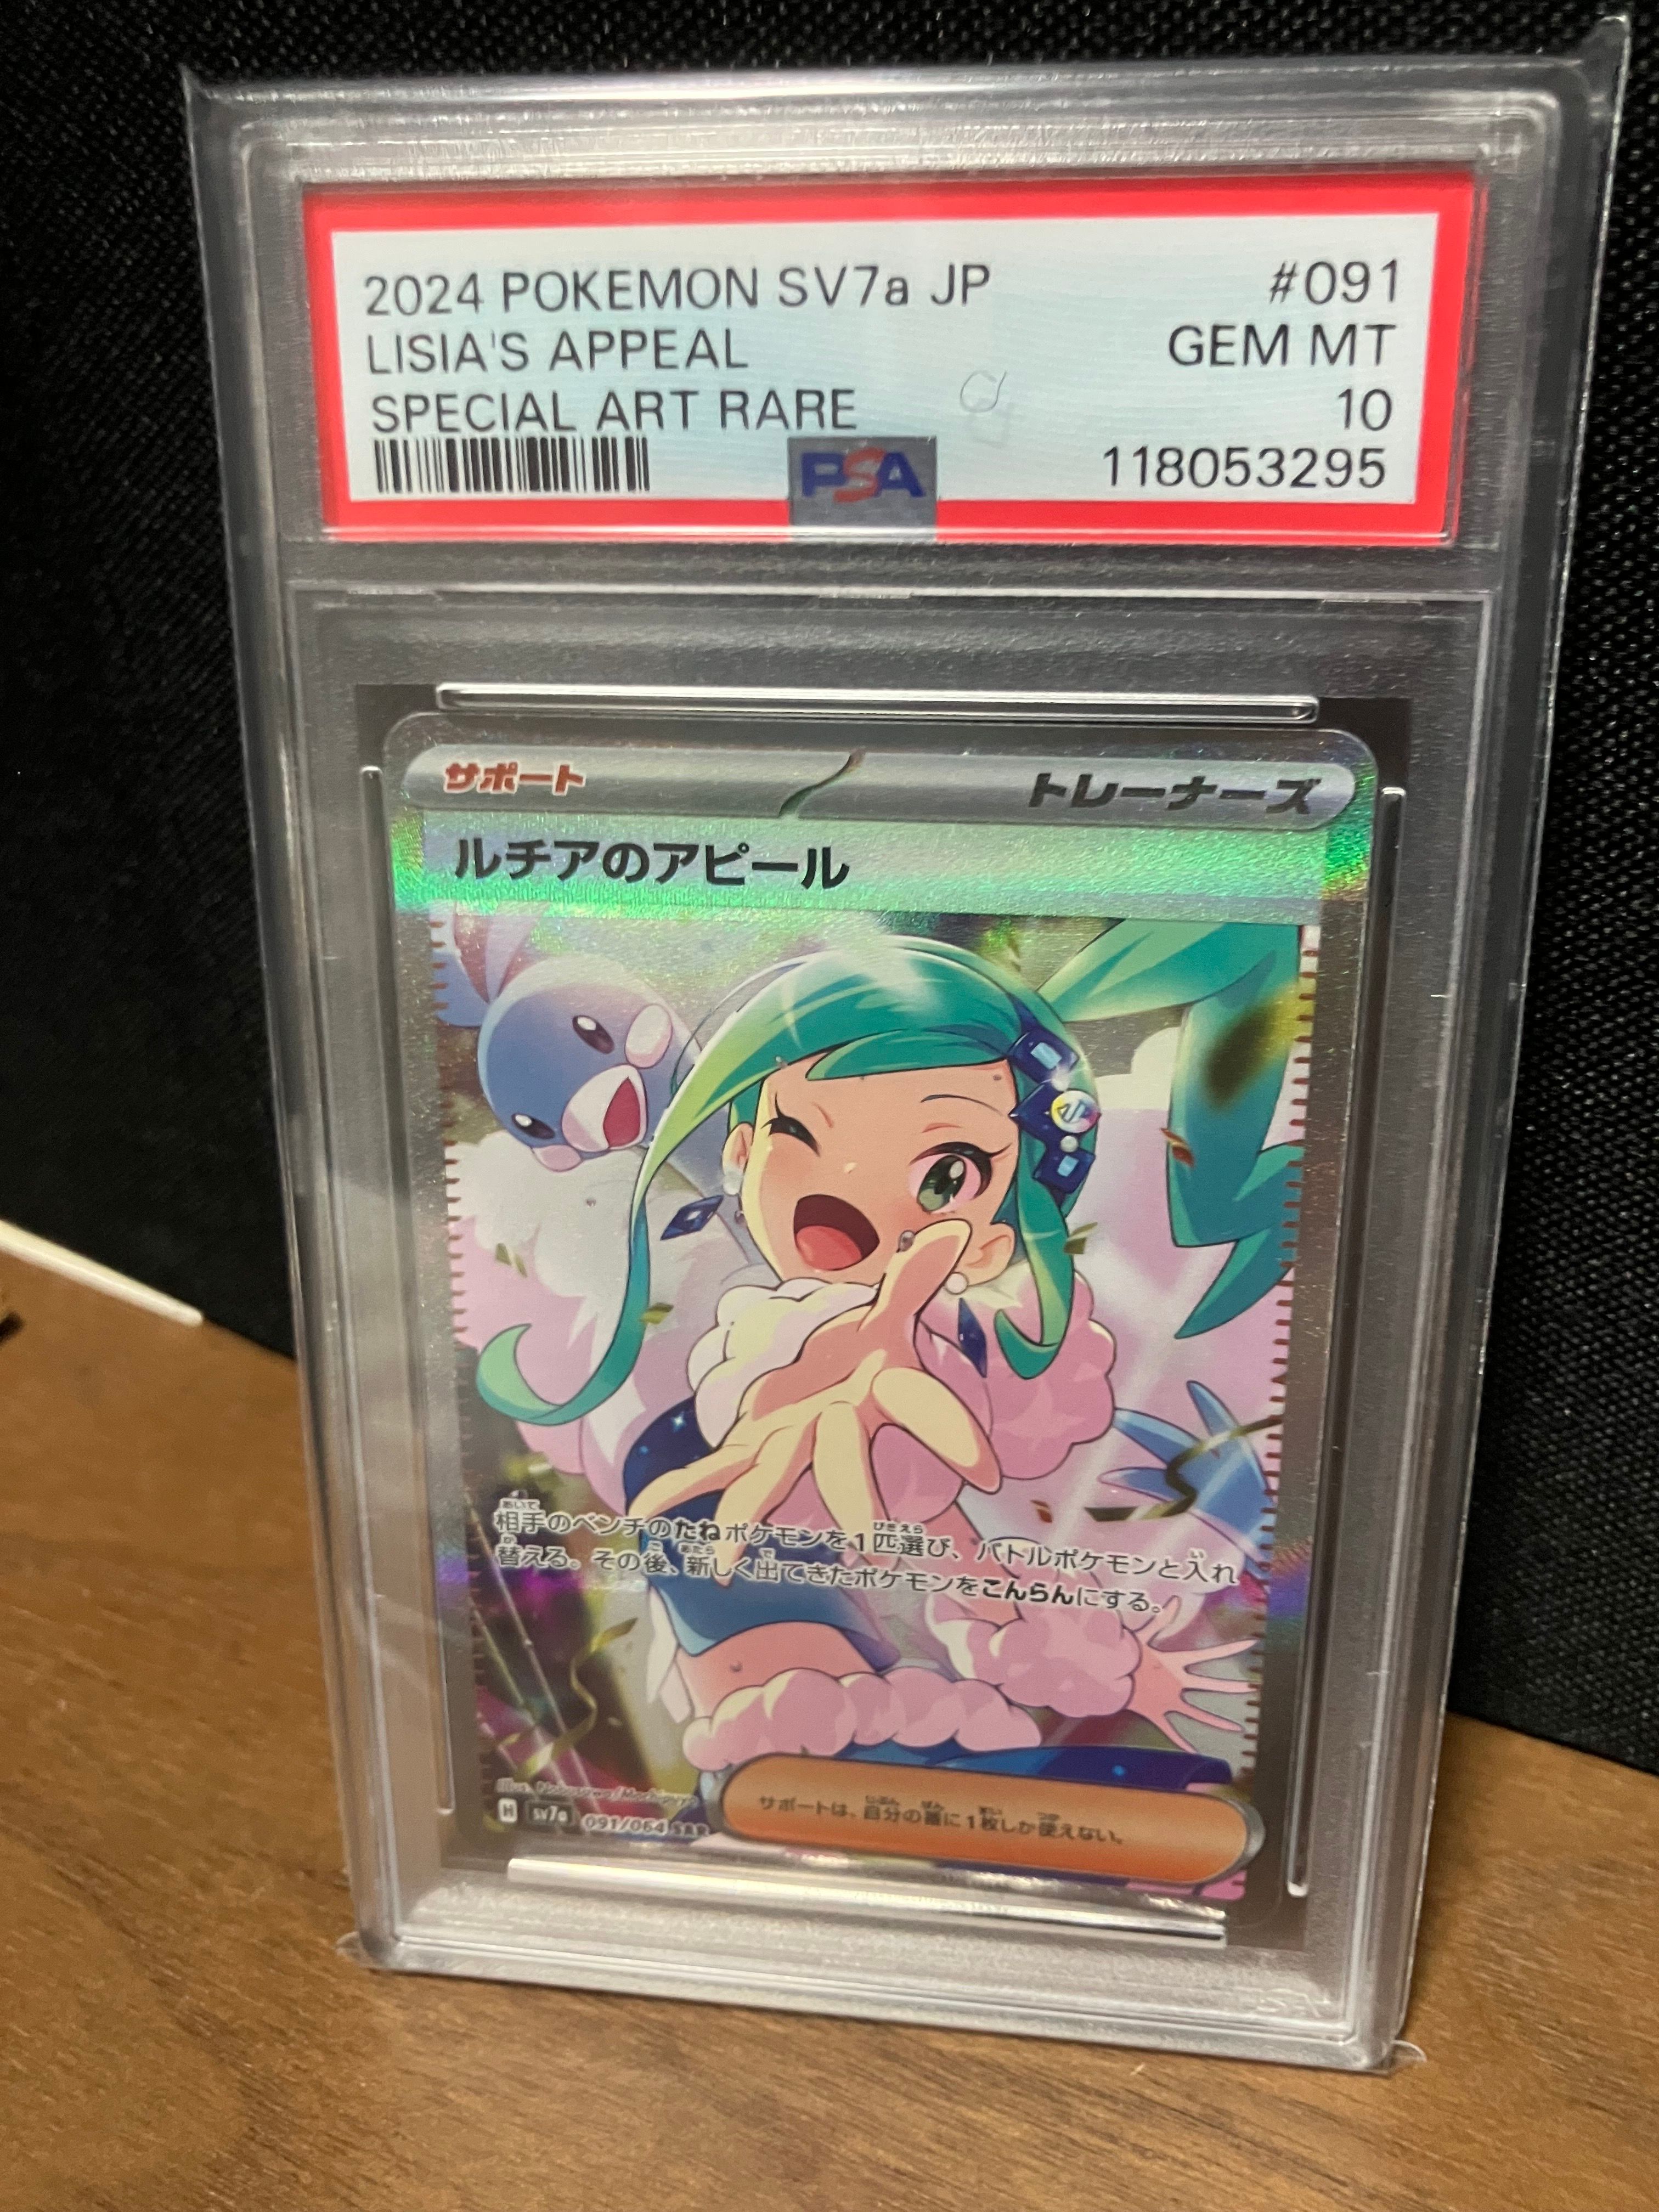 2024 POKEMON SV7a JP #091
LISIA'S APPEAL GEM MT
SPECIAL ART RARE 10
PSA 118053295
サポート トレーナーズ
ルチアのアピール
相手のベンチのたねポケモンを1匹選び、バトルポケモンと入れ
替える。その後、新しく出てきたポケモンをこんらんにする。
サポートは、自分の番に1枚しか使えない。
H sv7a 091/064 SAR